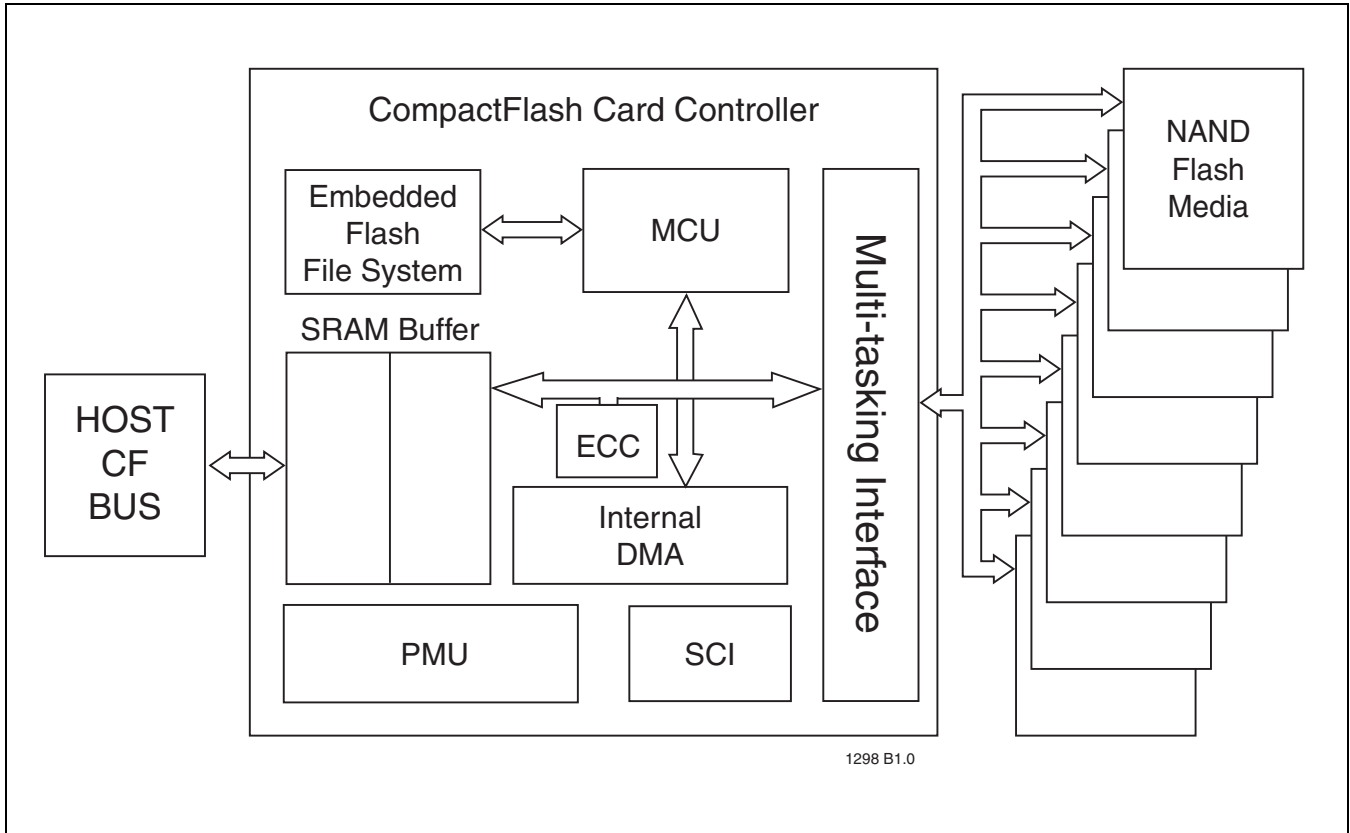 CompactFlash Card Controller
Embedded
Flash
File System
MCU
SRAM Buffer
HOST
CF
BUS
ECC
Internal
DMA
PMU
SCI
Multi-tasking Interface
NAND
Flash
Media
1298 B1.0